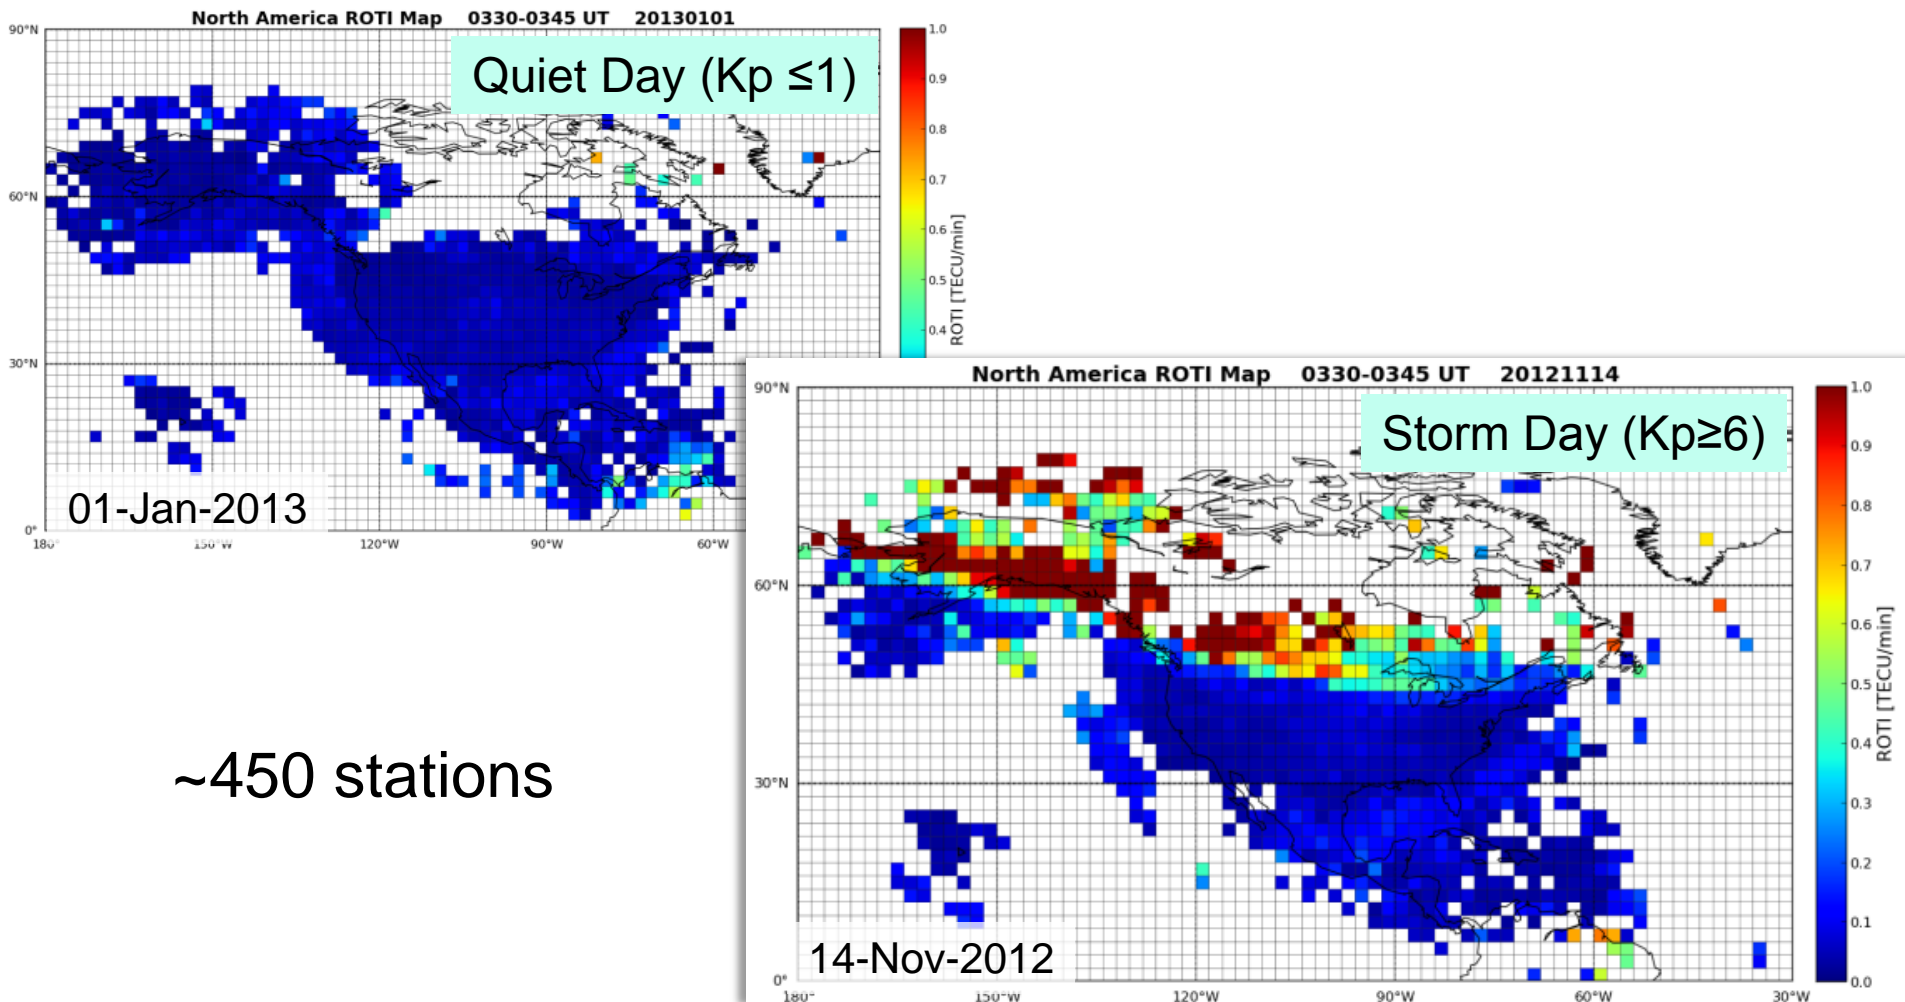 North America ROTI Map 0330-0345 UT 20130101
Quiet Day (Kp ≤1)
90°N
60°N
30°N
0°
180°
150°W
120°W
90°W
60°W
01-Jan-2013
1.0
0.9
0.8
0.7
0.6
0.5
0.4
ROTI [TECU/min]
~450 stations
North America ROTI Map 0330-0345 UT 20121114
Storm Day (Kp≥6)
90°N
60°N
30°N
0°
180°
150°W
120°W
90°W
60°W
30°W
14-Nov-2012
1.0
0.9
0.8
0.7
0.6
0.5
0.4
0.3
0.2
0.1
0.0
ROTI [TECU/min]